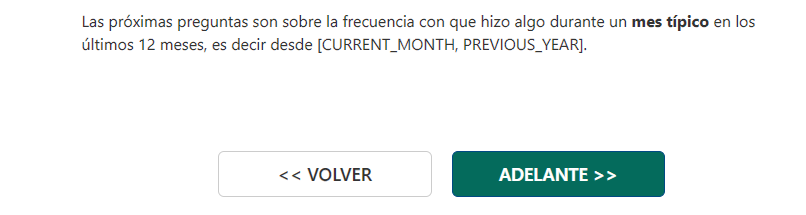 Las próximas preguntas son sobre la frecuencia con que hizo algo durante un mes típico en los
últimos 12 meses, es decir desde [CURRENT_MONTH, PREVIOUS_YEAR].
<< VOLVER
ADELANTE >>